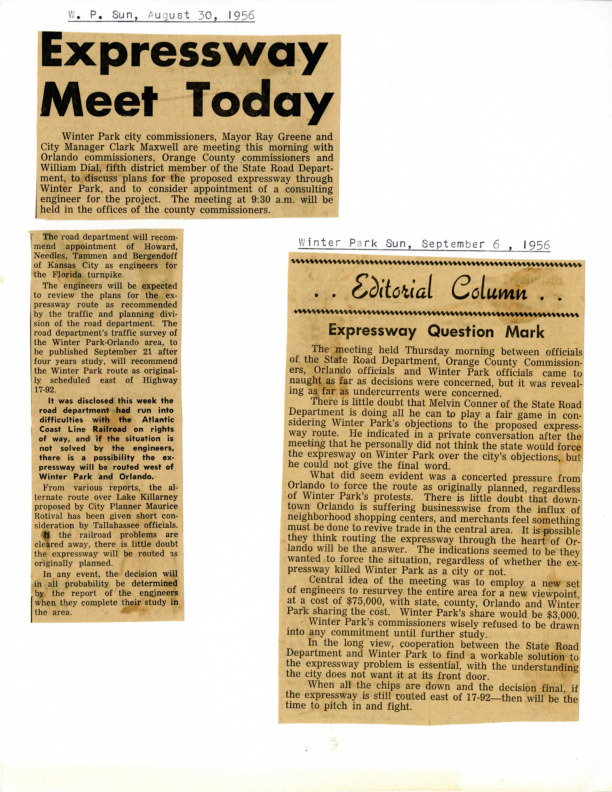 W. P. Sun, August 30, 1956
Expressway
Meet Today
Winter Park city commissioners, Mayor Ray Greene and
City Manager Clark Maxwell are meeting this morning with
Orlando commissioners, Orange County commissioners and
William Dial, fifth district member of the State Road Depart-
ment, to discuss plans for the proposed expressway through
Winter Park, and to consider appointment of a consulting
engineer for the project. The meeting at 9:30 a.m. will be
held in the offices of the county commissioners.
The road department will recom-
mend appointment of Howard,
Needles, Tammen and Bergendoff
of Kansas City as engineers for
the Florida turnpike.
The engineers will be expected
to review the plans for the ex-
pressway route as recommended
by the traffic and planning divi-
sion of the road department. The
road department's traffic survey of
the Winter Park-Orlando area, to
be published September 21 after
four years study, will recommend
the Winter Park route as original-
ly scheduled east of Highway
17-92.
It was disclosed this week the
road department had run into
difficulties with the Atlantic
Coast Line Railroad on rights
of way, and if the situation is
not solved by the engineers,
there is a possibility the ex-
pressway will be routed west of
Winter Park and Orlando.
From various reports, the al-
ternate route over Lake Killarney
proposed by City Planner Maurice
Rotival has been given short con-
sideration by Tallahassee officials.
If the railroad problems are
cleared away, there is little doubt
the expressway will be routed as
originally planned.
In any event, the decision will
in all probability be determined
by the report of the engineers
when they complete their study in
the area.
Winter Park Sun, September 6 , 1956
. . Editorial Column . .
Expressway Question Mark
The meeting held Thursday morning between officials
of the State Road Department, Orange County Commission-
ers, Orlando officials and Winter Park officials came to
naught as far as decisions were concerned, but it was reveal-
ing as far as undercurrents were concerned.
There is little doubt that Melvin Conner of the State Road
Department is doing all he can to play a fair game in con-
sidering Winter Park's objections to the proposed express-
way route. He indicated in a private conversation after the
meeting that he personally did not think the state would force
the expresway on Winter Park over the city's objections, but
he could not give the final word.
What did seem evident was a concerted pressure from
Orlando to force the route as originally planned, regardless
of Winter Park's protests. There is little doubt that down-
town Orlando is suffering businesswise from the influx of
neighborhood shopping centers, and merchants feel something
must be done to revive trade in the central area. It is possible
they think routing the expressway through the heart of Or-
lando will be the answer. The indications seemed to be they
wanted to force the situation, regardless of whether the ex-
pressway killed Winter Park as a city or not.
Central idea of the meeting was to employ a new set
of engineers to resurvey the entire area for a new viewpoint,
at a cost of $75,000, with state, county, Orlando and Winter
Park sharing the cost. Winter Park's share would be $3,000.
Winter Park's commissioners wisely refused to be drawn
into any commitment until further study.
In the long view, cooperation between the State Road
Department and Winter Park to find a workable solution to
the expressway problem is essential, with the understanding
the city does not want it at its front door.
When all the chips are down and the decision final, if
the expressway is still routed east of 17-92—then will be the
time to pitch in and fight.